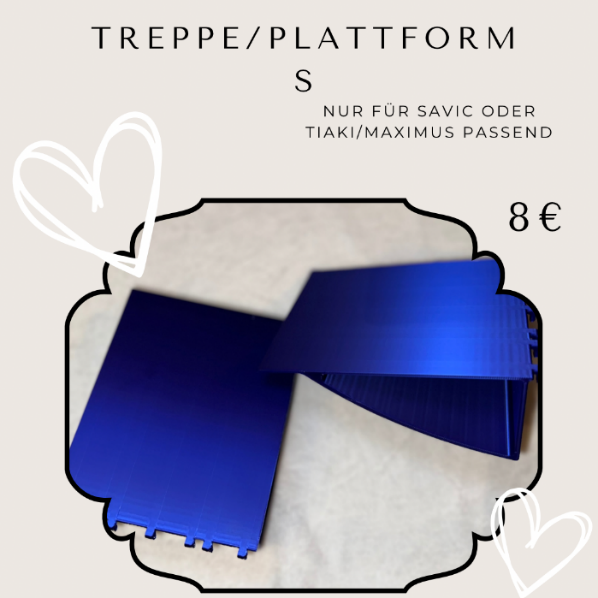 TREPPE/PLATTFORM
S
NUR FÜR SAVIC ODER
TIAKI/MAXIMUS PASSEND
8 €